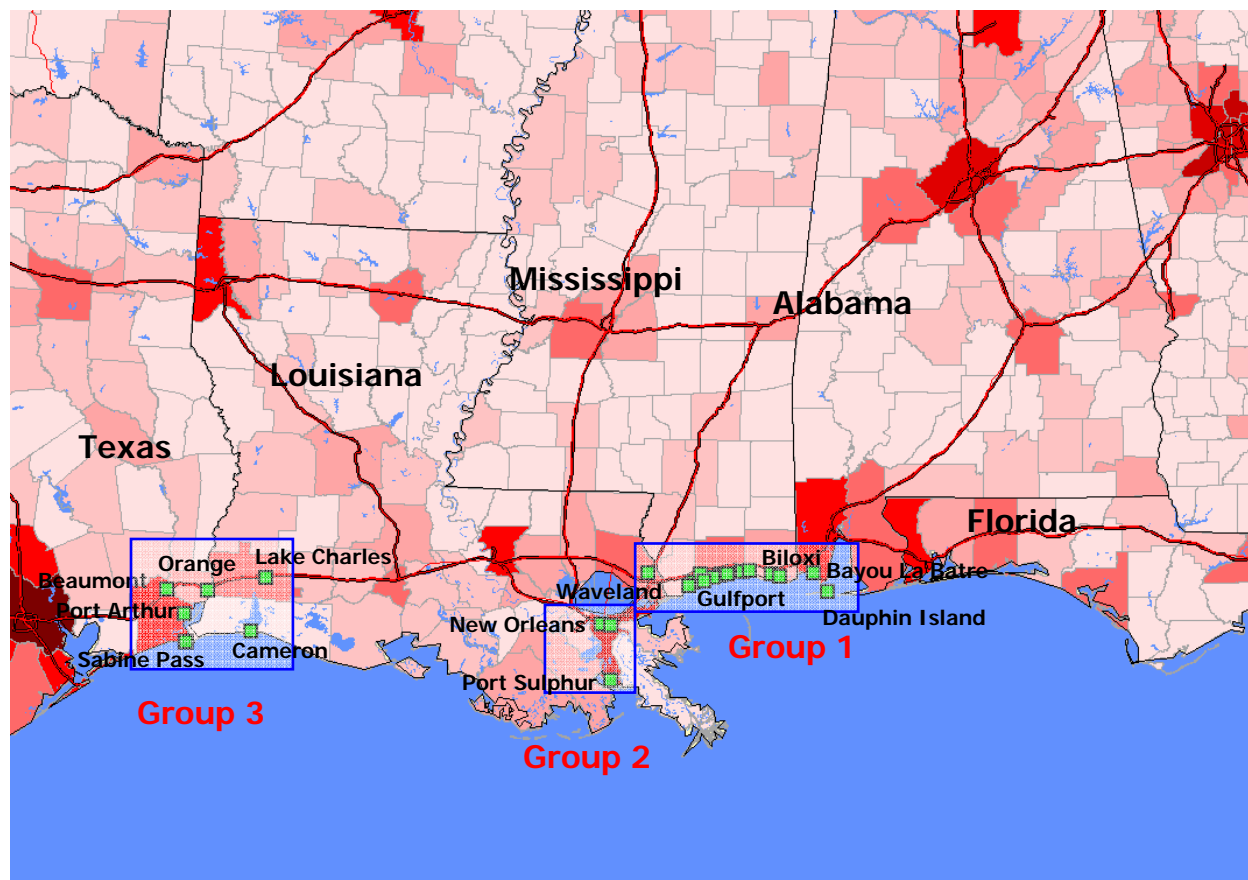 Mississippi
Alabama
Louisiana
Texas
Florida
Orange
Lake Charles
Biloxi
Beaumont
Bayou La Batre
Waveland
Gulfport
Port Arthur
Dauphin Island
New Orleans
Group 1
Cameron
Sabine Pass
Port Sulphur
Group 3
Group 2